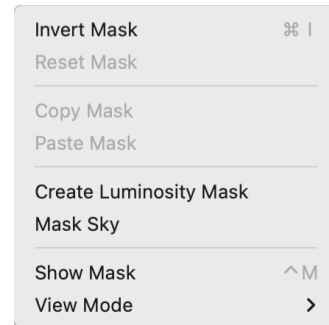 Invert Mask ⌘ I
Reset Mask
Copy Mask
Paste Mask
Create Luminosity Mask
Mask Sky
Show Mask ^M
View Mode >